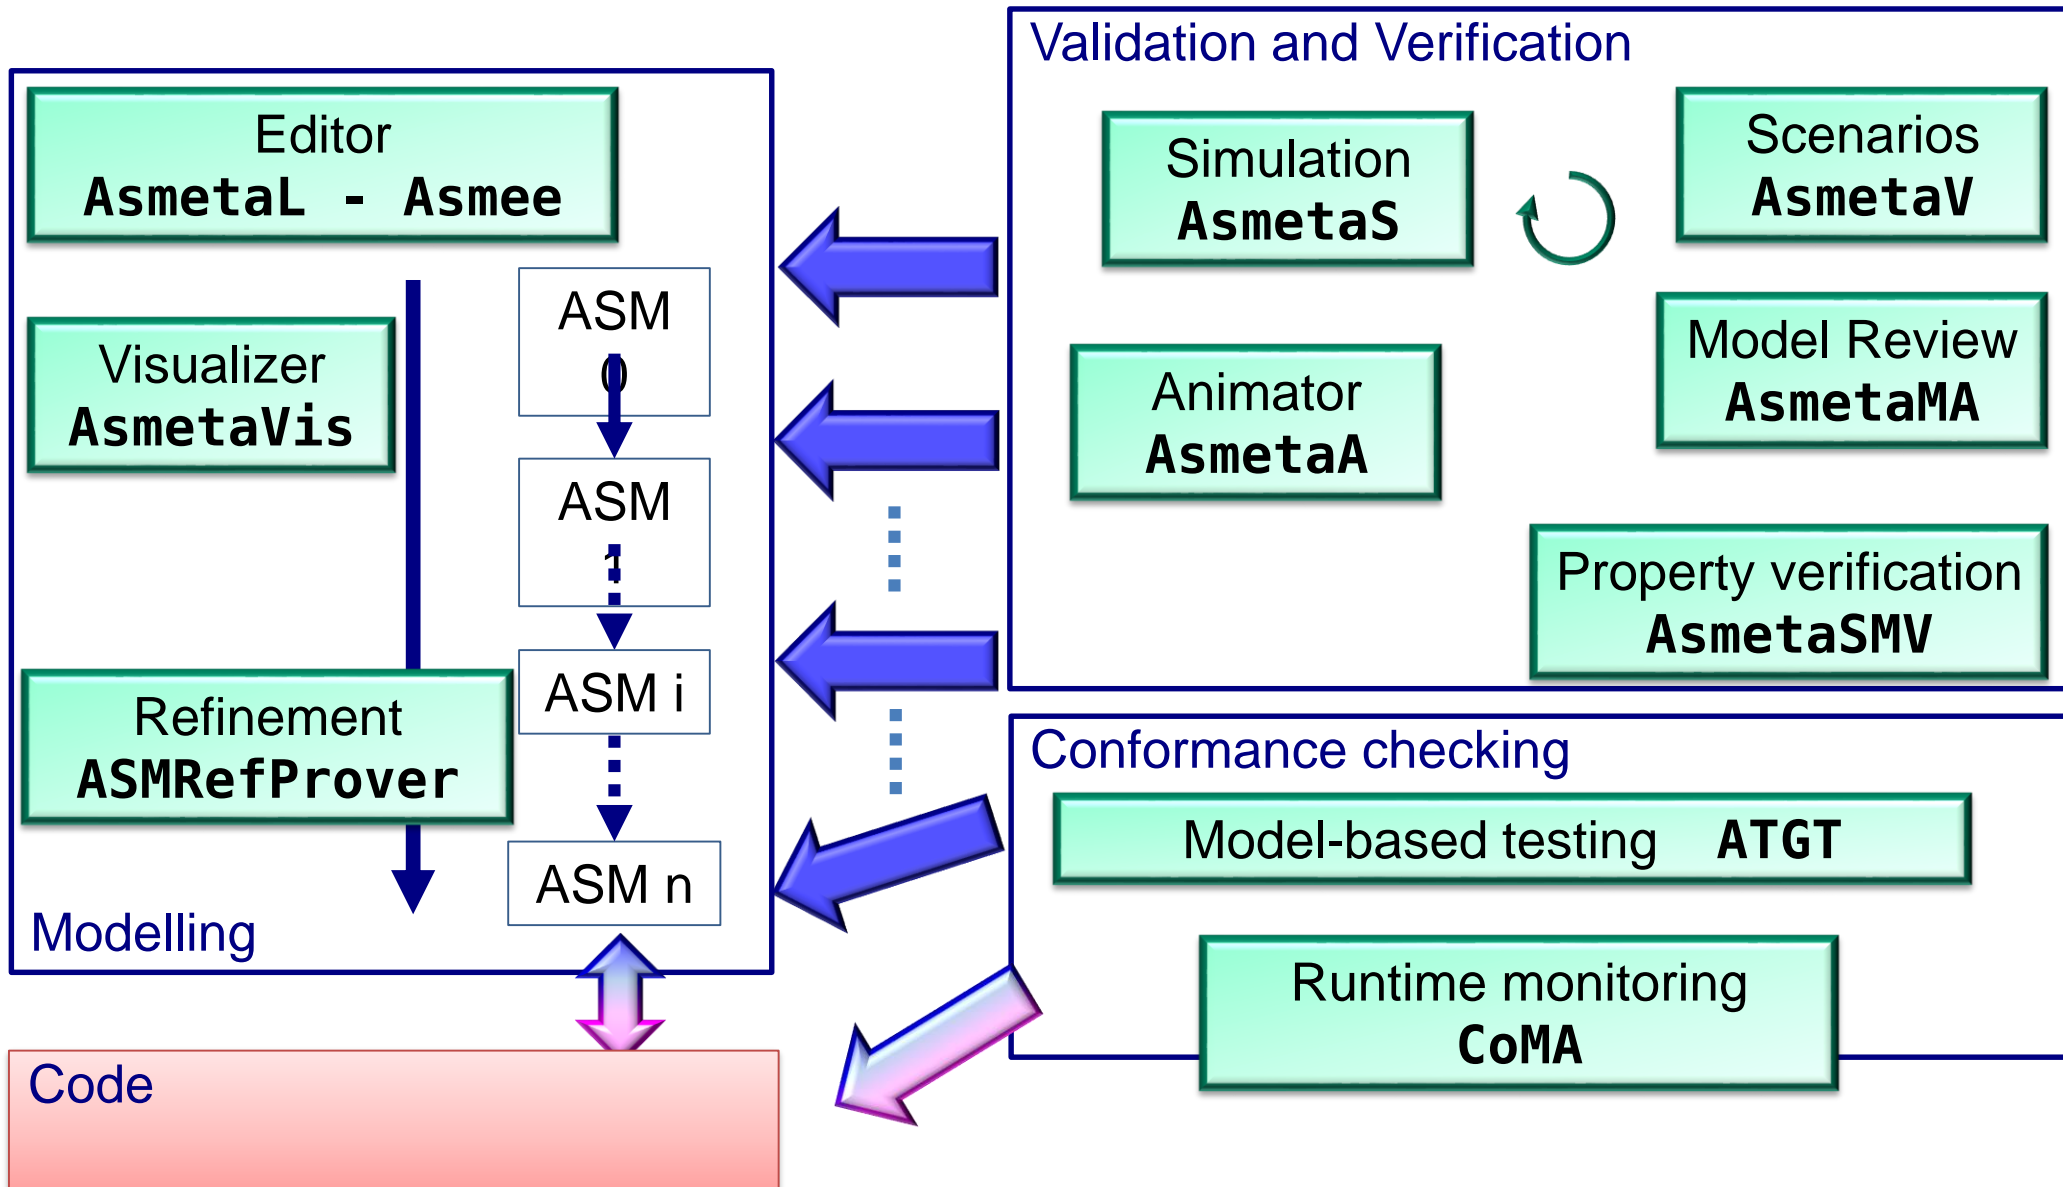 Editor
AsmetaL - Asmee
Visualizer
AsmetaVis
Refinement
ASMRefProver
ASM
0
ASM
1
ASM i
ASM n
Modelling
Code
Validation and Verification
Simulation
AsmetaS
Scenarios
AsmetaV
Animator
AsmetaA
Model Review
AsmetaMA
Property verification
AsmetaSMV
Conformance checking
Model-based testing ATGT
Runtime monitoring
CoMA